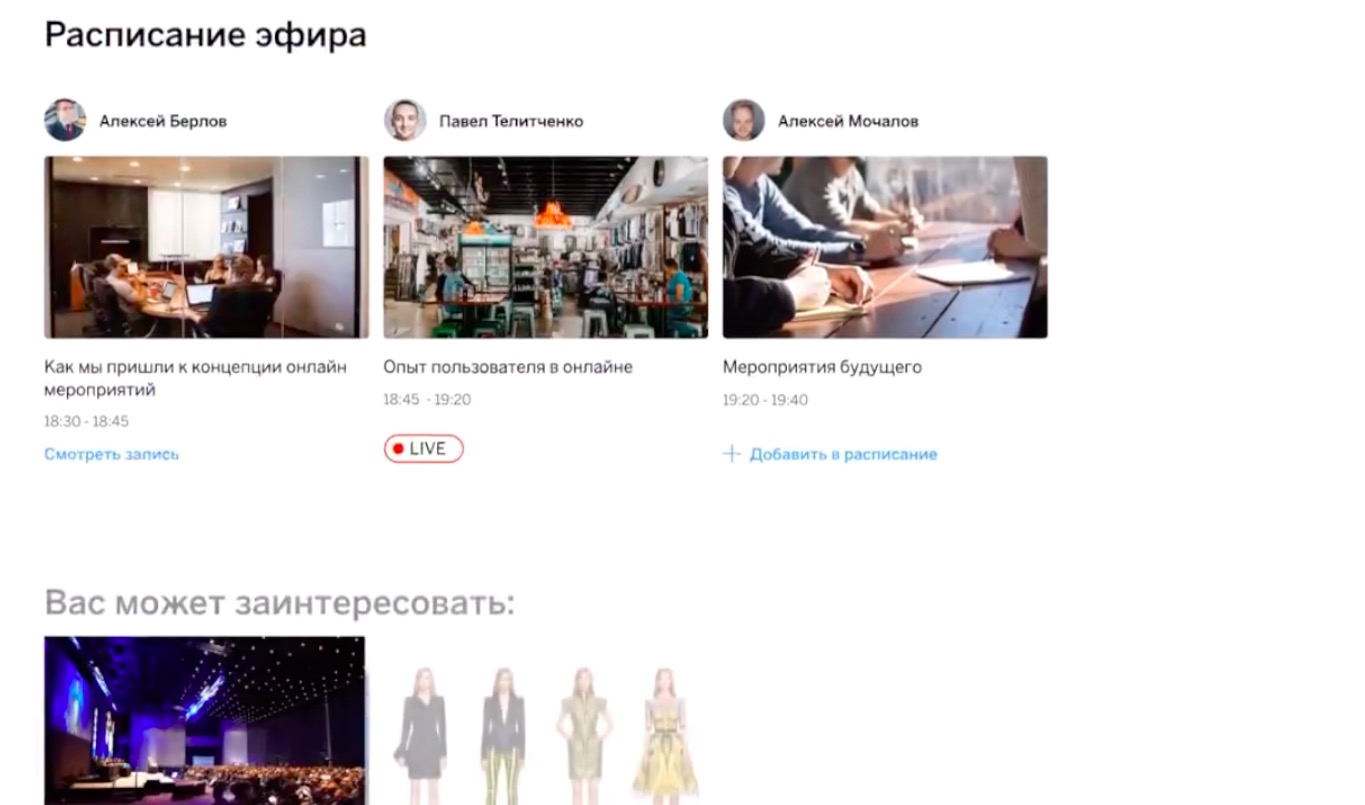 Расписание эфира
Алексей Берлов
Павел Телитченко
Алексей Мочалов
Как мы пришли к концепции онлайн
мероприятий
18:30 - 18:45
Смотреть запись
Опыт пользователя в онлайне
18:45 - 19:20
LIVE
Мероприятия будущего
19:20 - 19:40
+ Добавить в расписание
Вас может заинтересовать: